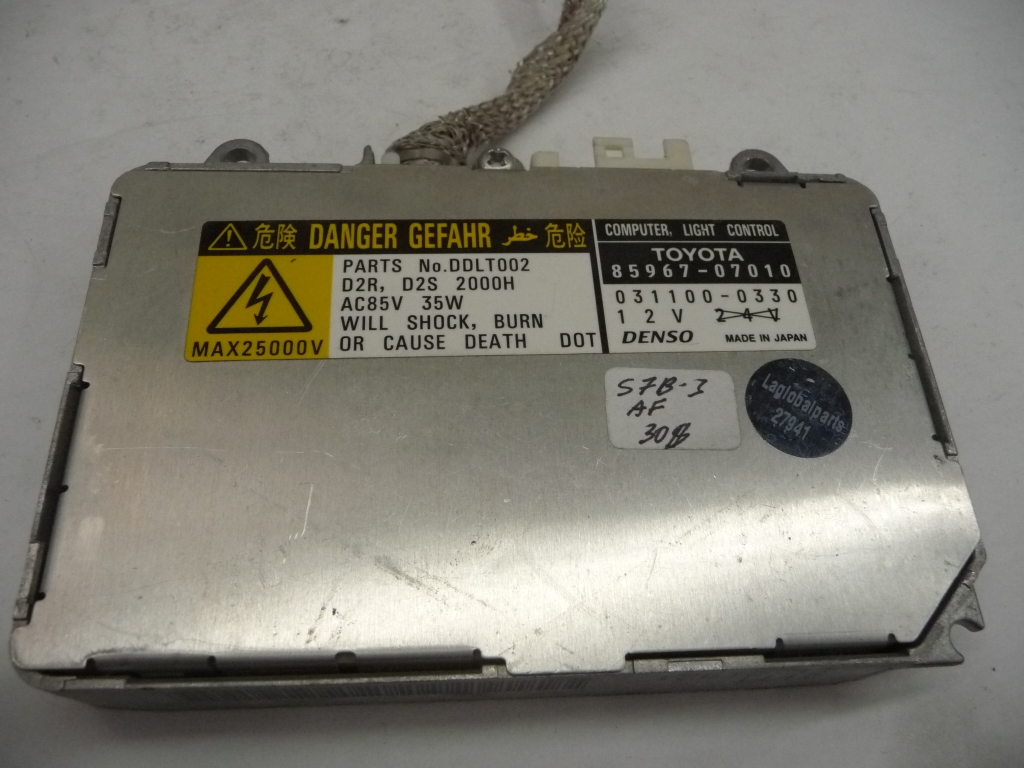 危険 DANGER GEFAHR خطر 危险
MAX25000V
PARTS No.DDLT002
D2R, D2S 2000H
AC85V 35W
WILL SHOCK, BURN
OR CAUSE DEATH DOT
COMPUTER, LIGHT CONTROL
TOYOTA
85967-07010
031100-0330
12V 24V
DENSO MADE IN JAPAN
S7B-3
AF
Laglobalparts
27941